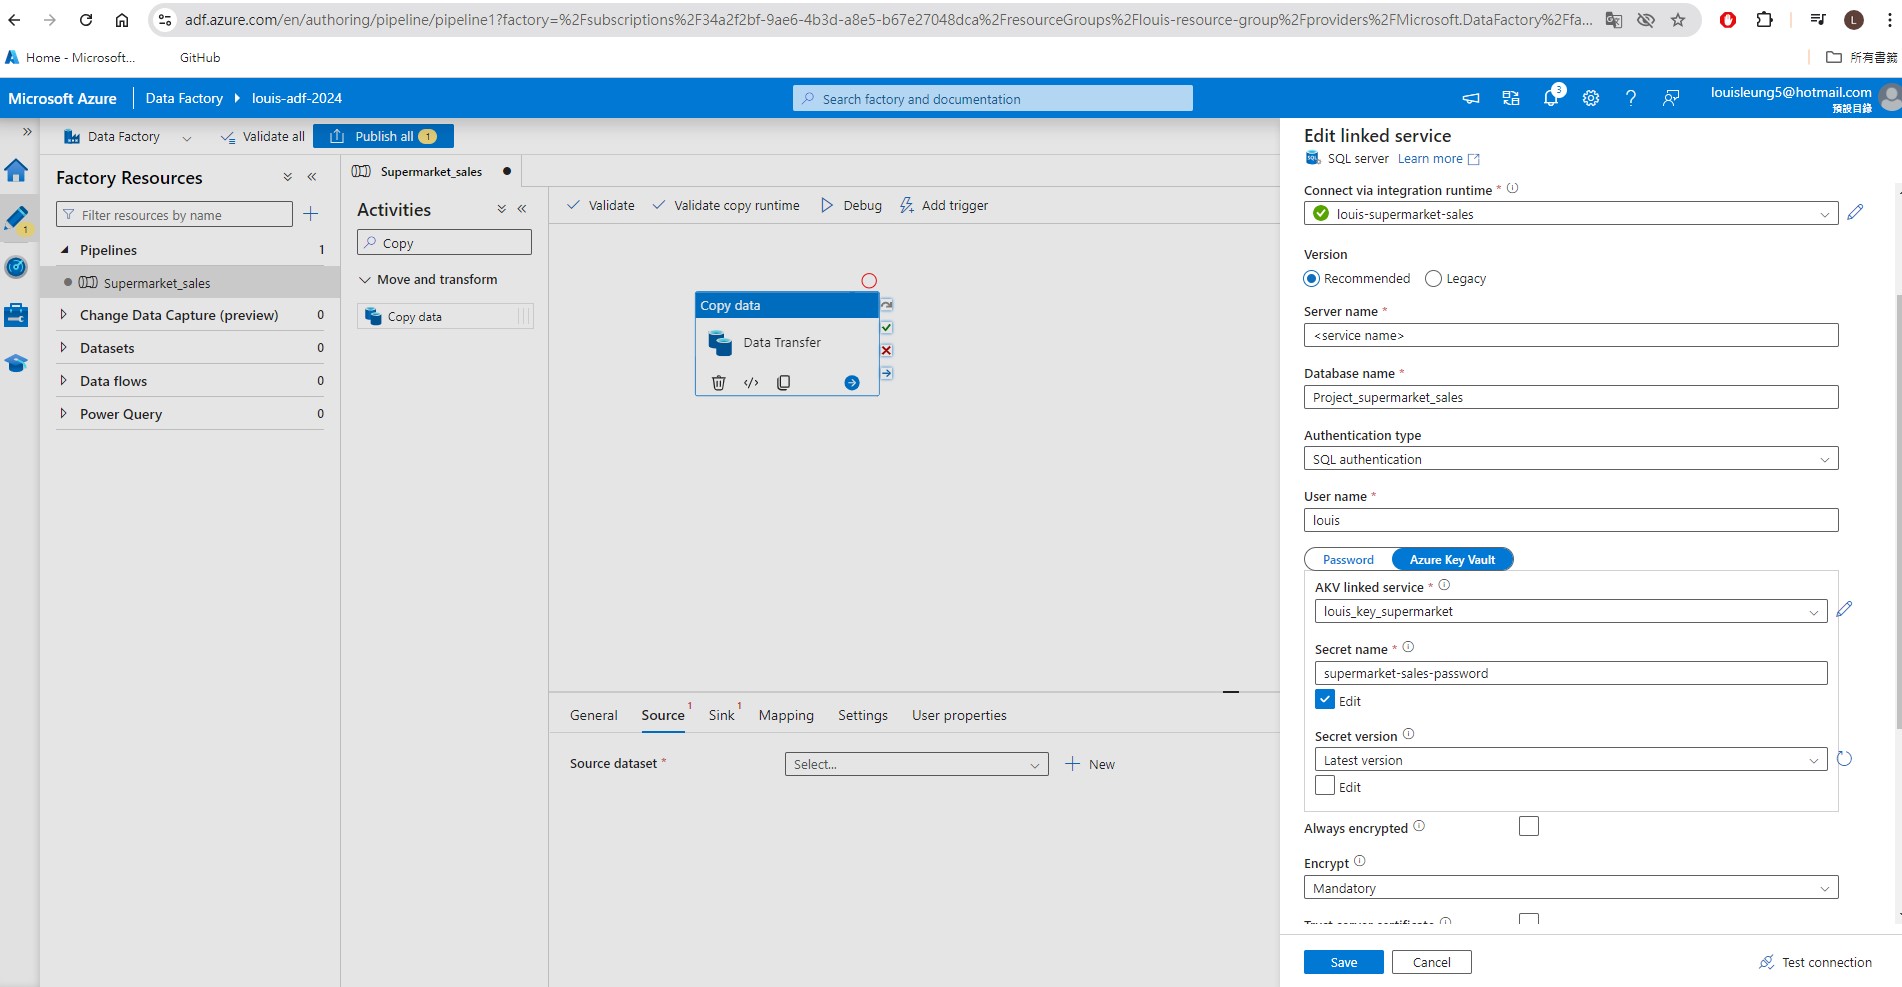 adf.azure.com/en/authoring/pipeline/pipeline1?factory=%2Fsubscriptions%2F34a2f2bf-9ae6-4b3d-a8e5-b67e27048dca%2FresourceGroups%2Flouis-resource-group%2Fproviders%2FMicrosoft.DataFactory%2Ffa...
L
Home - Microsoft...
GitHub
所有書籤
Microsoft Azure
Data Factory
louis-adf-2024
Search factory and documentation
3
louisleung5@hotmail.com
預設目錄
Data Factory
Validate all
Publish all 1
1
Factory Resources
Filter resources by name
Pipelines 1
Supermarket_sales
Change Data Capture (preview) 0
Datasets 0
Data flows 0
Power Query 0
Supermarket_sales
Activities
Copy
Move and transform
Copy data
Validate
Validate copy runtime
Debug
Add trigger
Copy data
Data Transfer
General
Source 1
Sink 1
Mapping
Settings
User properties
Source dataset *
Select...
New
Edit linked service
SQL server Learn more
Connect via integration runtime *
louis-supermarket-sales
Version
Recommended Legacy
Server name *
<service name>
Database name *
Project_supermarket_sales
Authentication type
SQL authentication
User name *
louis
Password Azure Key Vault
AKV linked service *
louis_key_supermarket
Secret name *
supermarket-sales-password
Edit
Secret version
Latest version
Edit
Always encrypted
Encrypt
Mandatory
Trust server certificate
Save
Cancel
Test connection